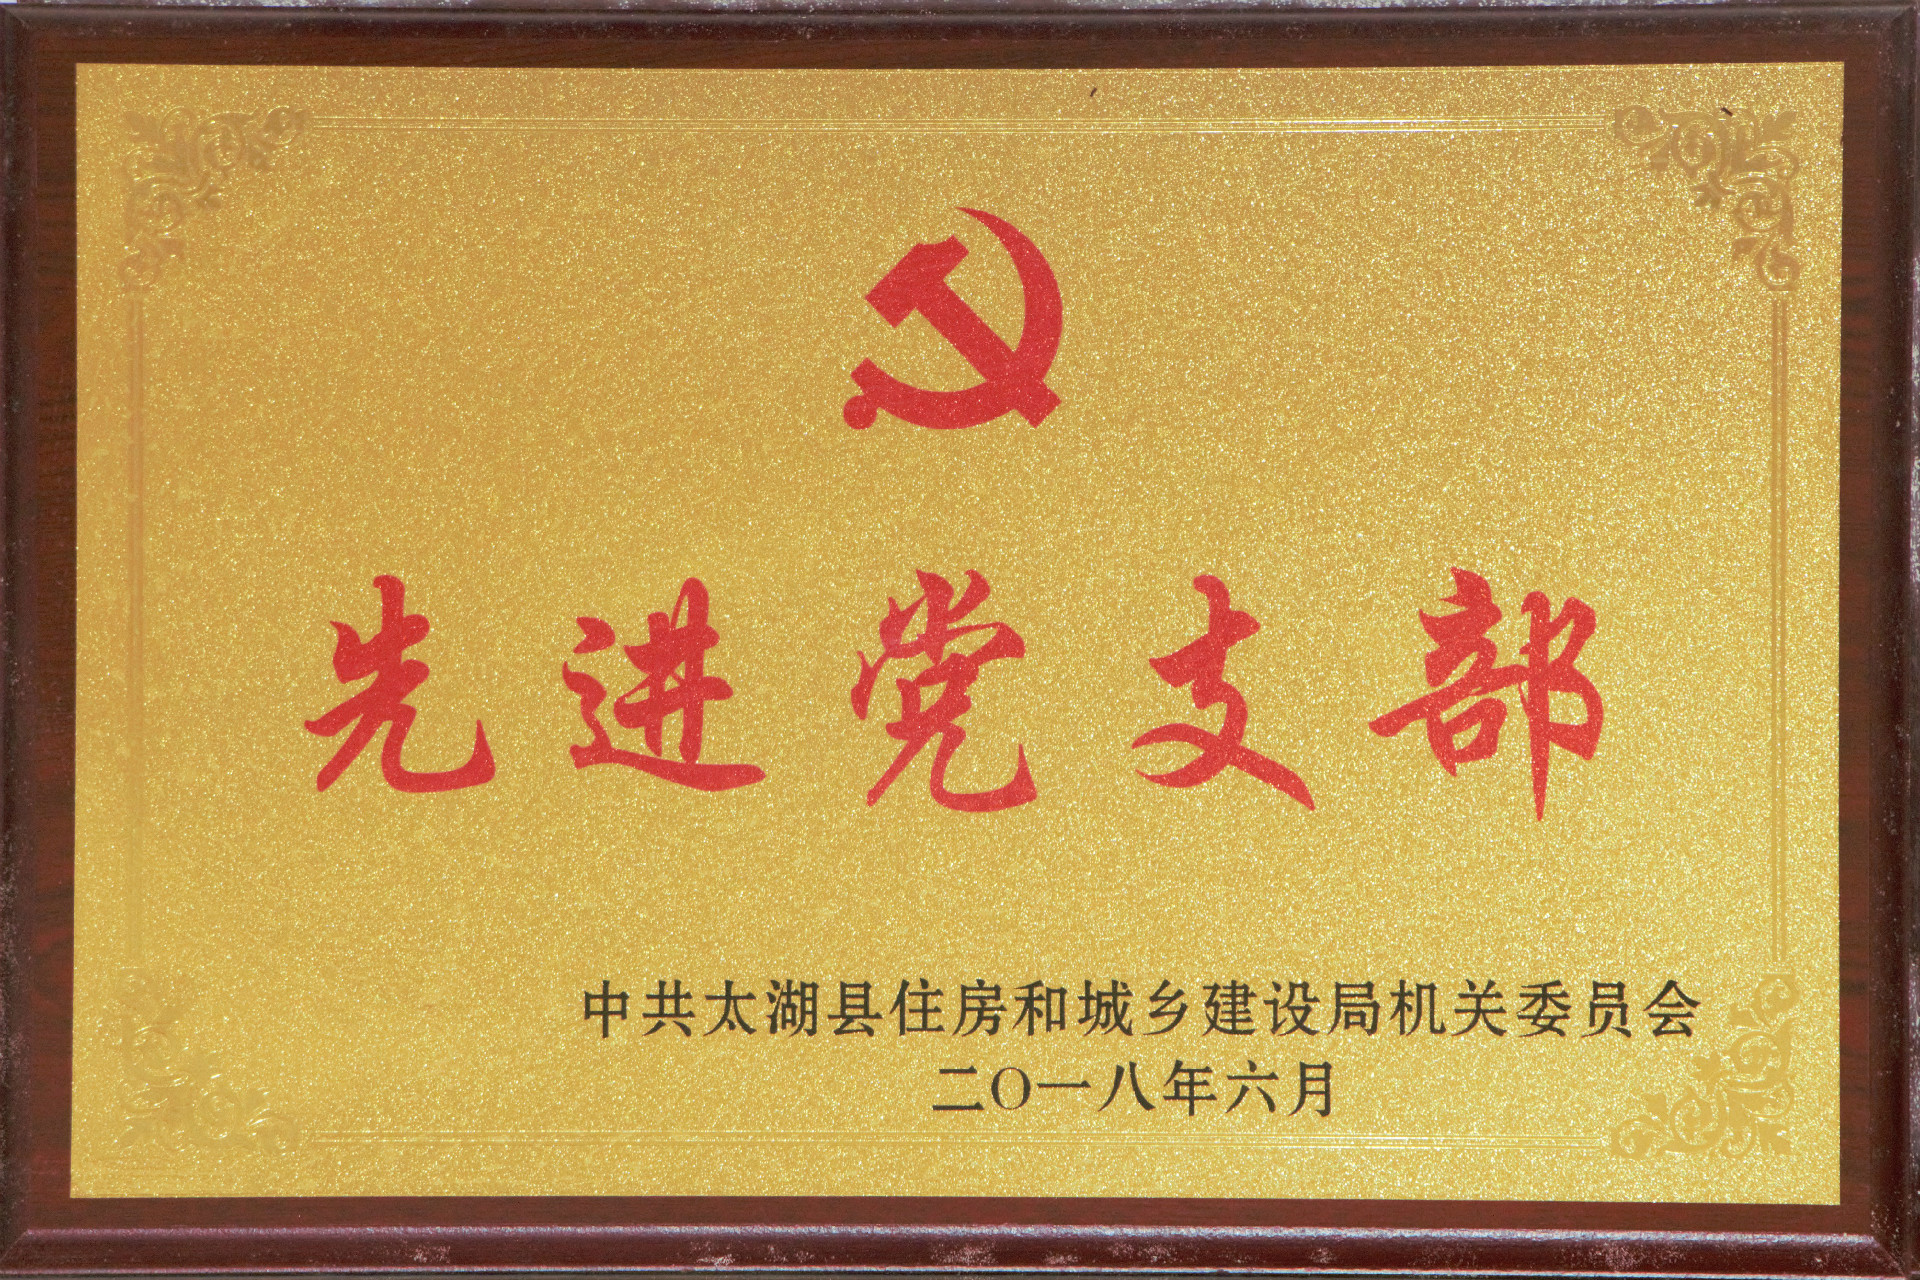 先进党支部
中共太湖县住房和城乡建设局机关委员会
二〇一八年六月